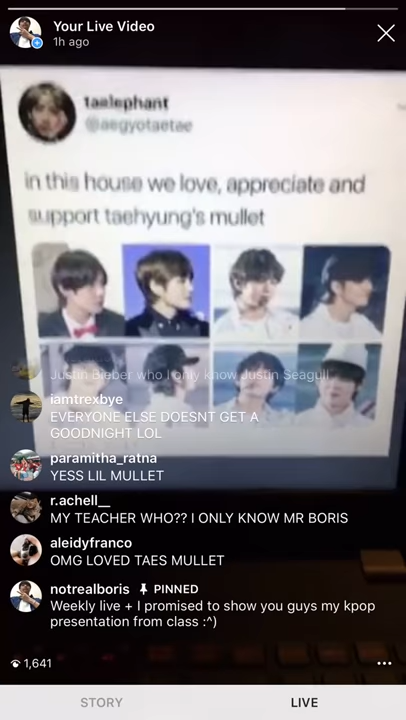 Your Live Video
1h ago
taelephant
@aegyotaetae
in this house we love, appreciate and
support taehyung's mullet
Justin Bieber who I only know Justin Seagull
iamtrexbye
EVERYONE ELSE DOESNT GET A
GOODNIGHT LOL
paramitha_ratna
YESS LIL MULLET
r.achell__
MY TEACHER WHO?? I ONLY KNOW MR BORIS
aleidyfranco
OMG LOVED TAES MULLET
notrealboris PINNED
Weekly live + I promised to show you guys my kpop
presentation from class :^)
1,641
STORY LIVE